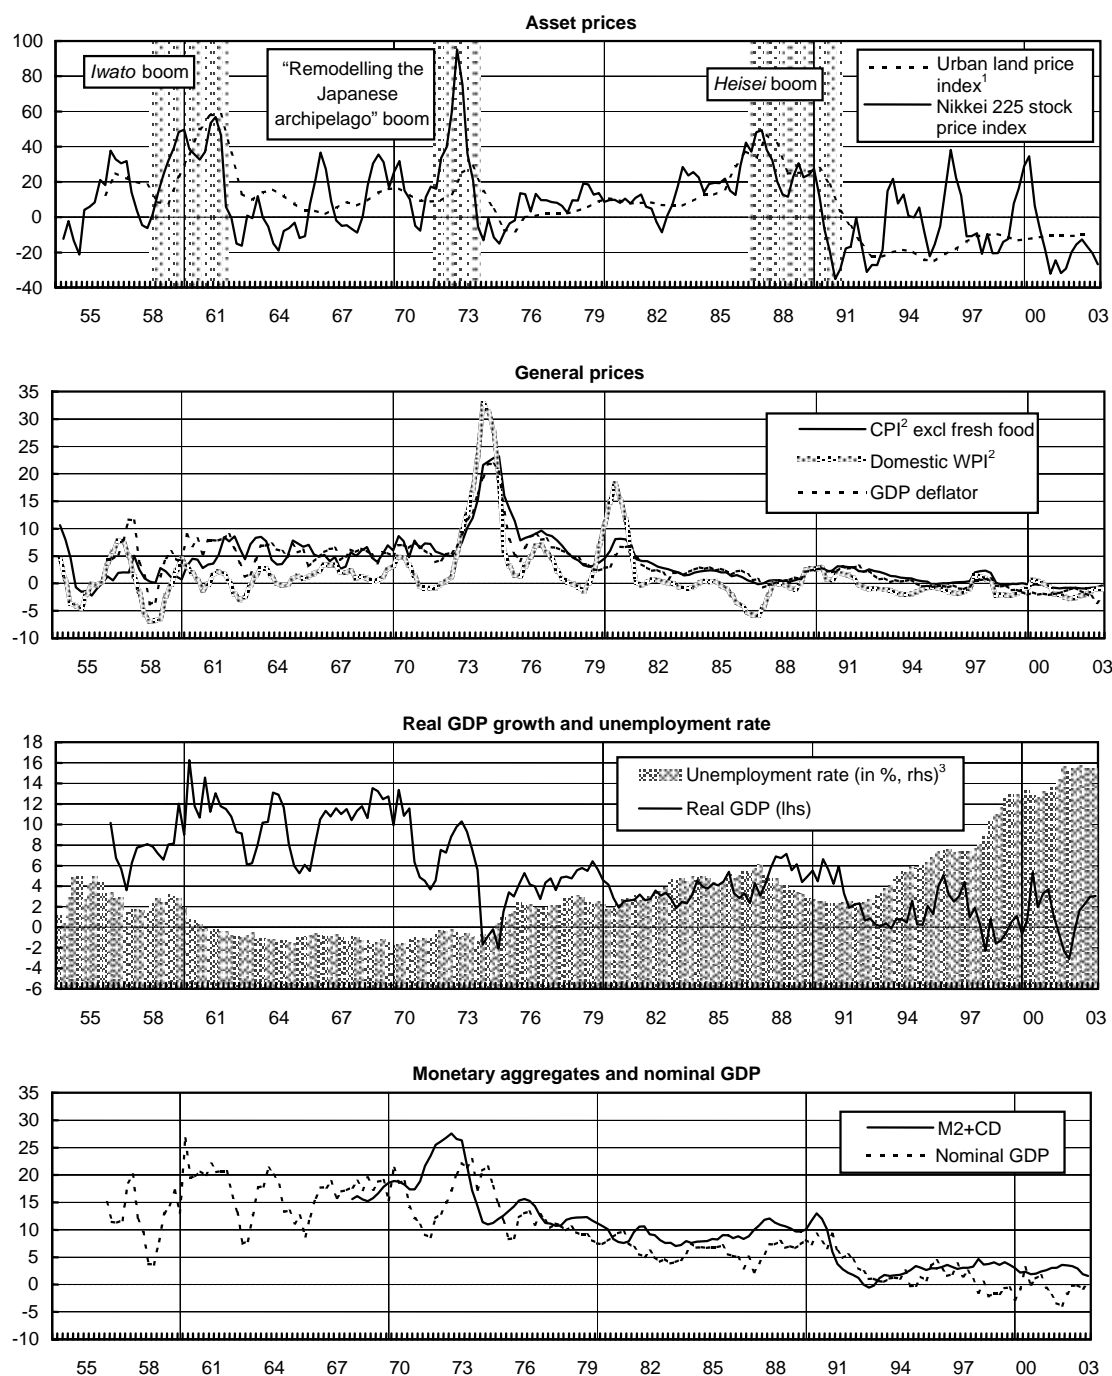 Asset prices
100
80
60
40
20
0
-20
-40
Iwato boom
“Remodelling the
Japanese
archipelago” boom
Heisei boom
Urban land price
index1
Nikkei 225 stock
price index
55 58 61 64 67 70 73 76 79 82 85 88 91 94 97 00 03
General prices
35
30
25
20
15
10
5
0
-5
-10
CPI2 excl fresh food
Domestic WPI2
GDP deflator
55 58 61 64 67 70 73 76 79 82 85 88 91 94 97 00 03
Real GDP growth and unemployment rate
18
16
14
12
10
8
6
4
2
0
-2
-4
-6
Unemployment rate (in %, rhs)3
Real GDP (lhs)
55 58 61 64 67 70 73 76 79 82 85 88 91 94 97 00 03
Monetary aggregates and nominal GDP
35
30
25
20
15
10
5
0
-5
-10
M2+CD
Nominal GDP
55 58 61 64 67 70 73 76 79 82 85 88 91 94 97 00 03